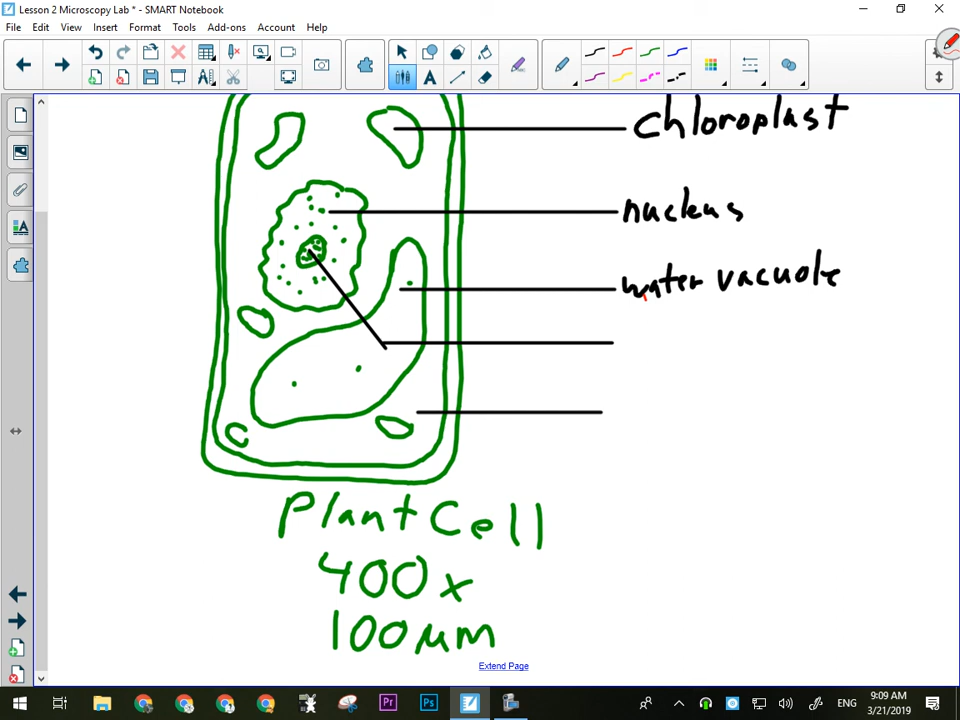 Lesson 2 Microscopy Lab * - SMART Notebook
File Edit View Insert Format Tools Add-ons Account Help
chloroplast
nucleus
water vacuole
Plant Cell
400x
100μm
Extend Page
ENG
9:09 AM
3/21/2019